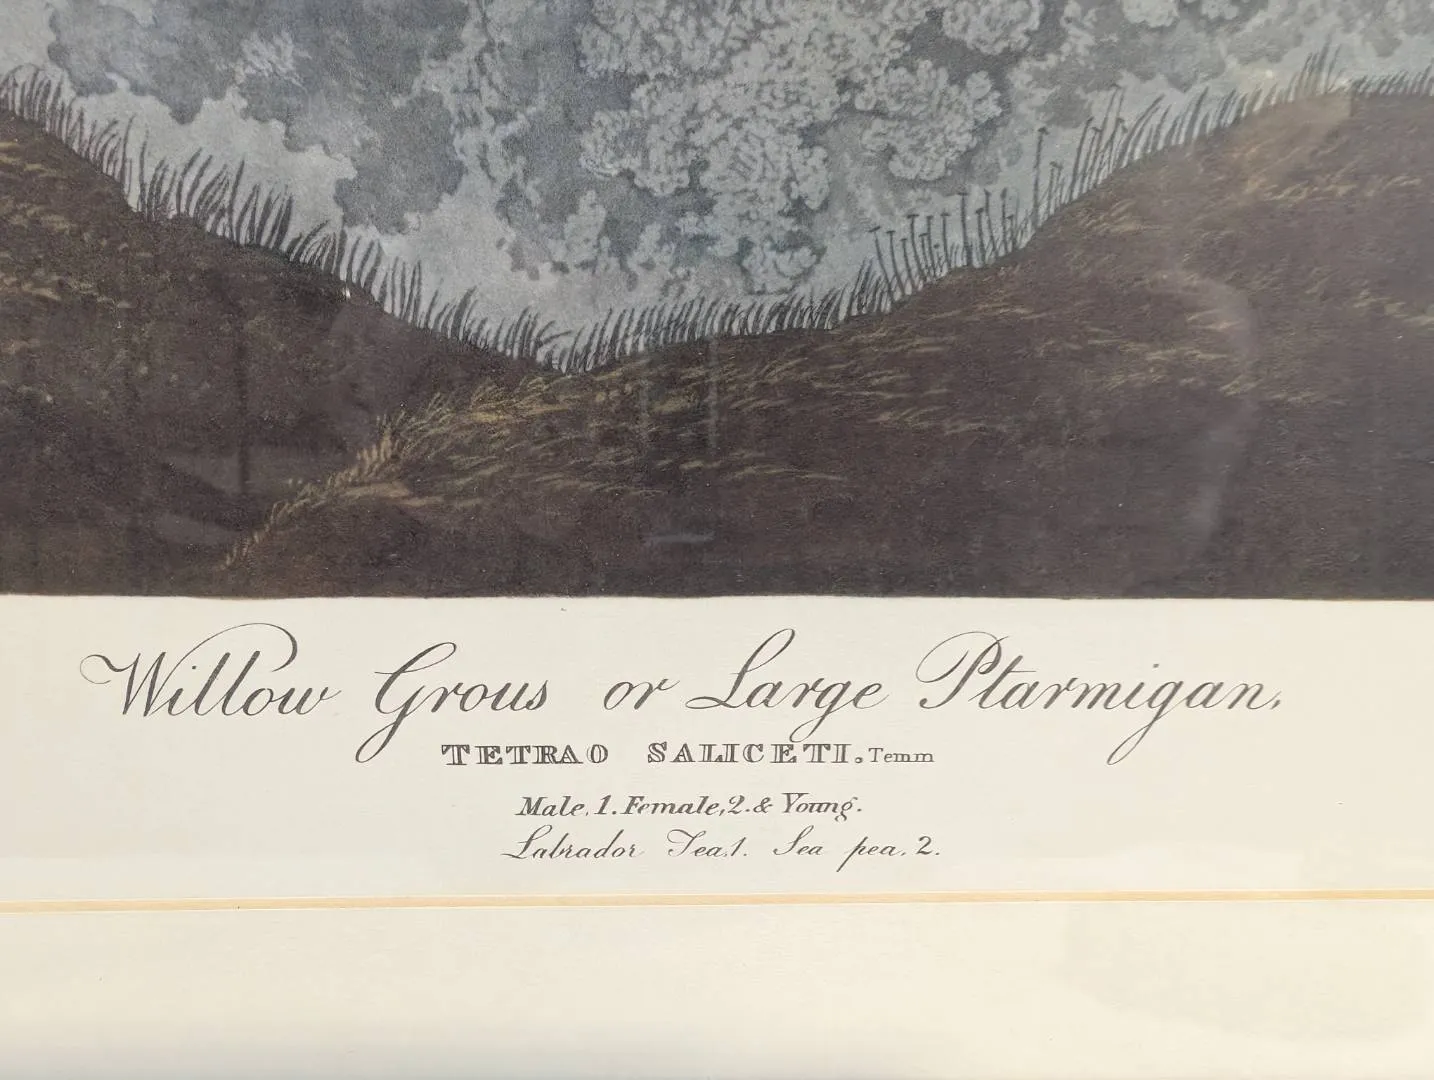 Willow Grous or Large Ptarmigan,
TETRAO SALICETI. Temm
Male, 1. Female, 2. & Young.
Labrador Tea, 1. Sea pea, 2.